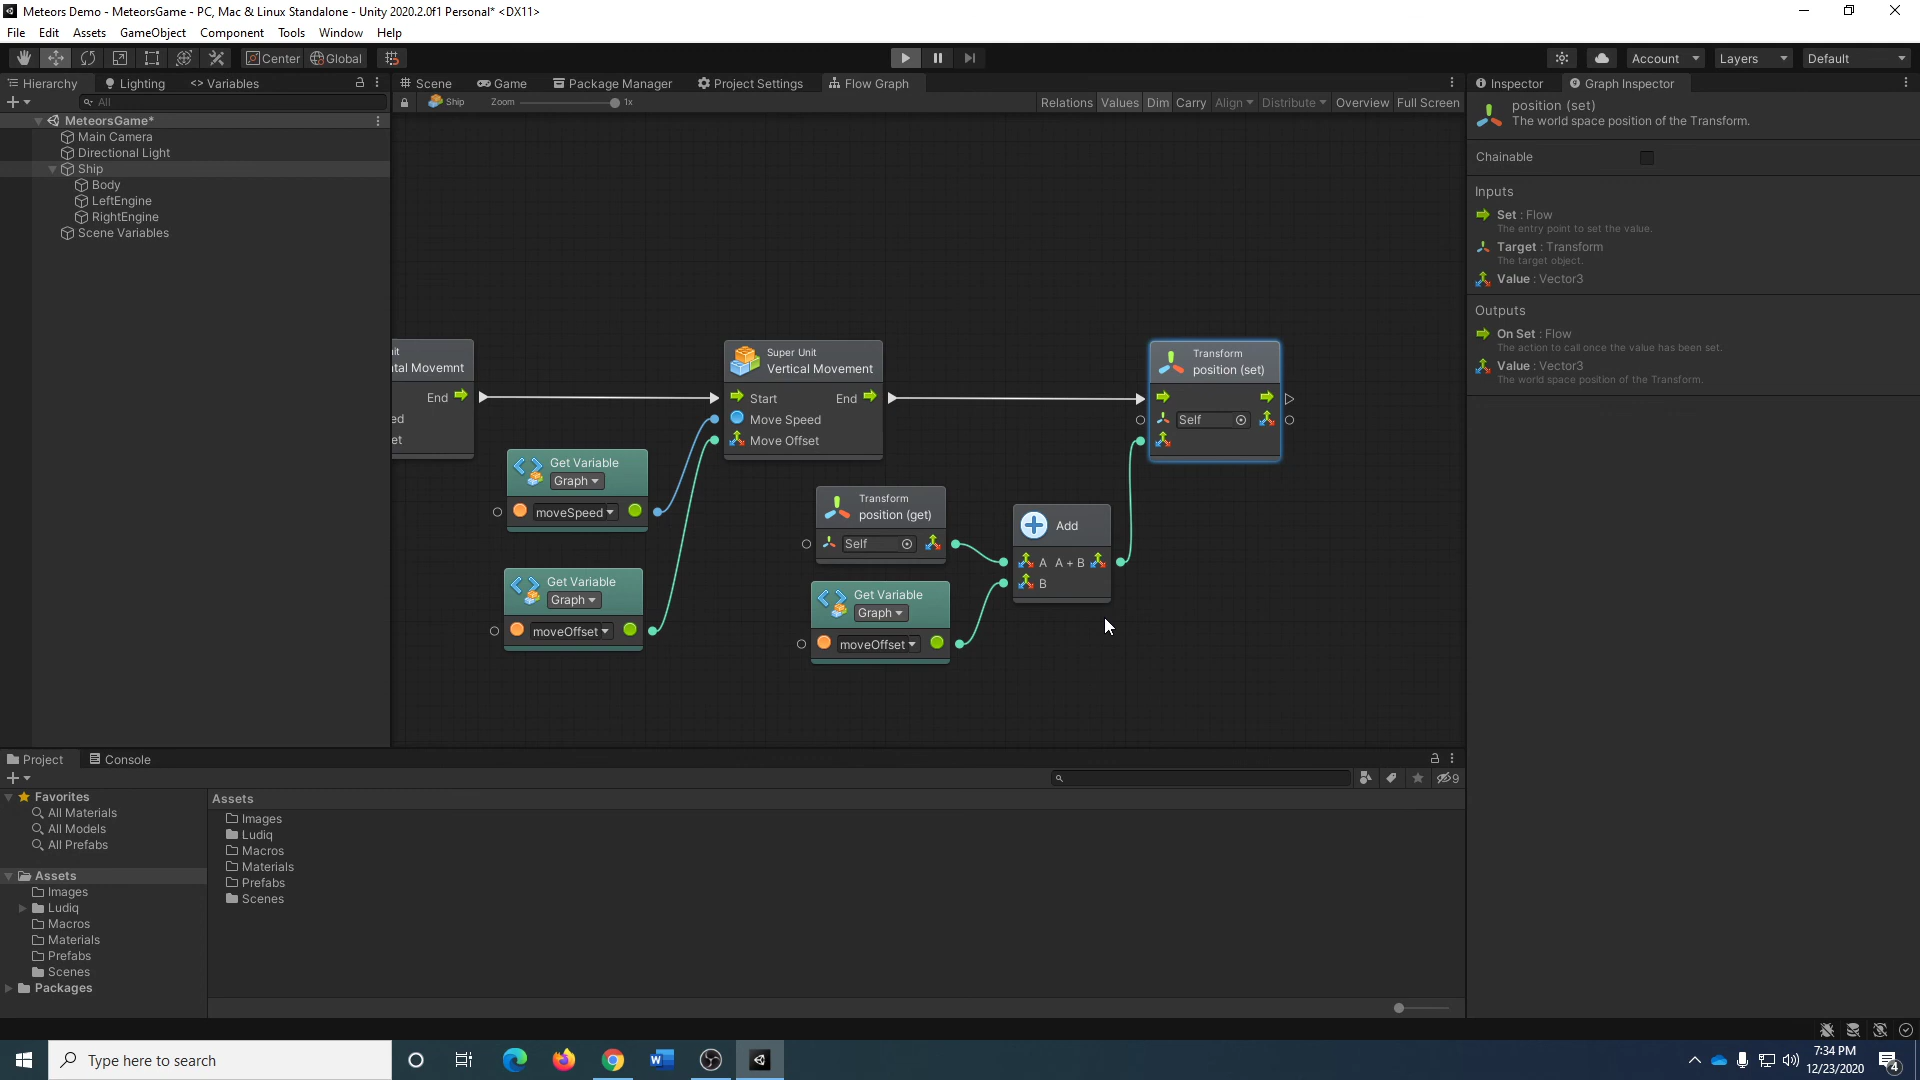 Meteors Demo - MeteorsGame - PC, Mac & Linux Standalone - Unity 2020.2.0f1 Personal* <DX11>
File Edit Assets GameObject Component Tools Window Help
Center Global Account Layers Default
Hierarchy Lighting <> Variables Scene Game Package Manager Project Settings Flow Graph Inspector Graph Inspector
All
Ship Zoom 1x Relations Values Dim Carry Align Distribute Overview Full Screen
position (set)
The world space position of the Transform.
MeteorsGame*
Main Camera
Directional Light
Ship
Body
LeftEngine
RightEngine
Scene Variables
Chainable
Inputs
Set : Flow
The entry point to set the value.
Target : Transform
The target object.
Value : Vector3
Outputs
On Set : Flow
The action to call once the value has been set.
Value : Vector3
The world space position of the Transform.
it
tal Movemnt
End
ed
et
Super Unit
Vertical Movement
Start End
Move Speed
Move Offset
Transform
position (set)
Self
Get Variable
Graph
moveSpeed
Transform
position (get)
Self
Add
A A + B
B
Get Variable
Graph
moveOffset
Get Variable
Graph
moveOffset
Project Console
9
Favorites
All Materials
All Models
All Prefabs
Assets
Images
Ludiq
Macros
Materials
Prefabs
Scenes
Packages
Assets
Images
Ludiq
Macros
Materials
Prefabs
Scenes
Type here to search
7:34 PM
12/23/2020
4